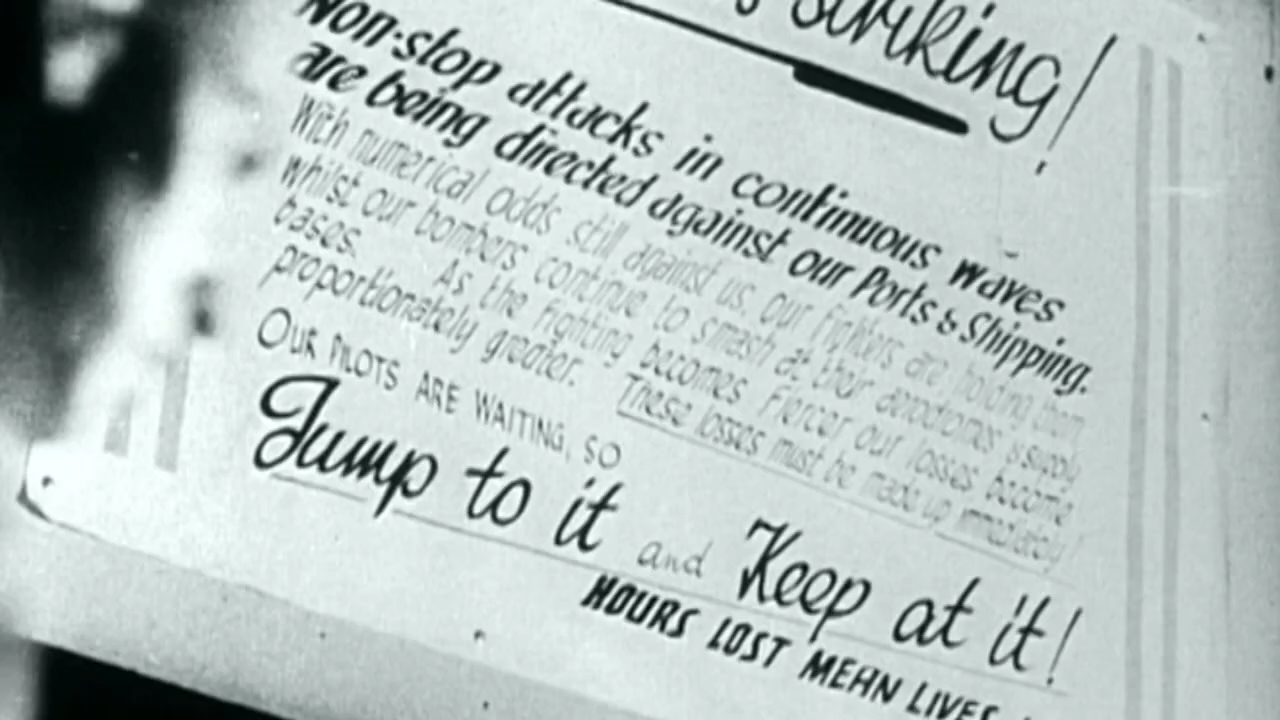 striking!
Non-stop attacks in continuous waves
are being directed against our Ports & Shipping.
With numerical odds still against us, our fighters are holding them
whilst our bombers continue to smash at their aerodromes & supply
bases. As the fighting becomes fiercer our losses become
proportionately greater. These losses must be made up immediately
OUR PILOTS ARE WAITING, SO
Jump to it and Keep at it!
HOURS LOST MEAN LIVES